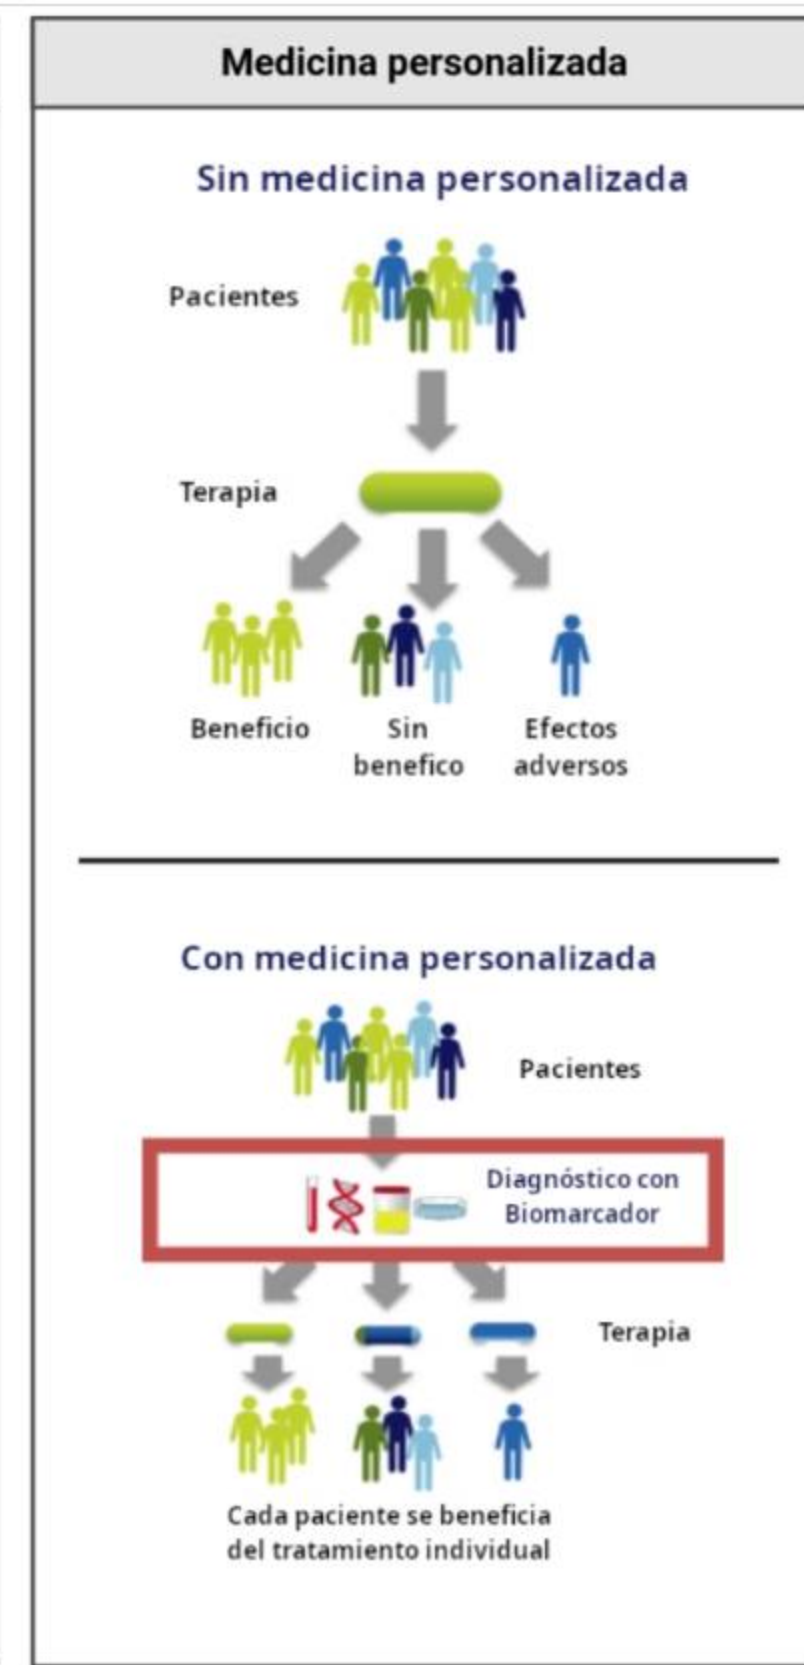 Medicina personalizada
Sin medicina personalizada
Pacientes
Terapia
Beneficio
Sin
benefico
Efectos
adversos
Con medicina personalizada
Pacientes
Diagnóstico con
Biomarcador
Terapia
Cada paciente se beneficia
del tratamiento individual